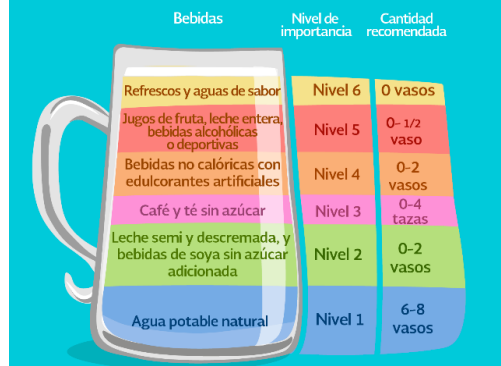 Bebidas
Nivel de
importancia
Cantidad
recomendada
Refrescos y aguas de sabor
Nivel 6
0 vasos
Jugos de fruta, leche entera,
bebidas alcohólicas
o deportivas
Nivel 5
0- 1/2
vaso
Bebidas no calóricas con
edulcorantes artificiales
Nivel 4
0-2
vasos
Café y té sin azúcar
Nivel 3
0-4
tazas
Leche semi y descremada, y
bebidas de soya sin azúcar
adicionada
Nivel 2
0-2
vasos
Agua potable natural
Nivel 1
6-8
vasos